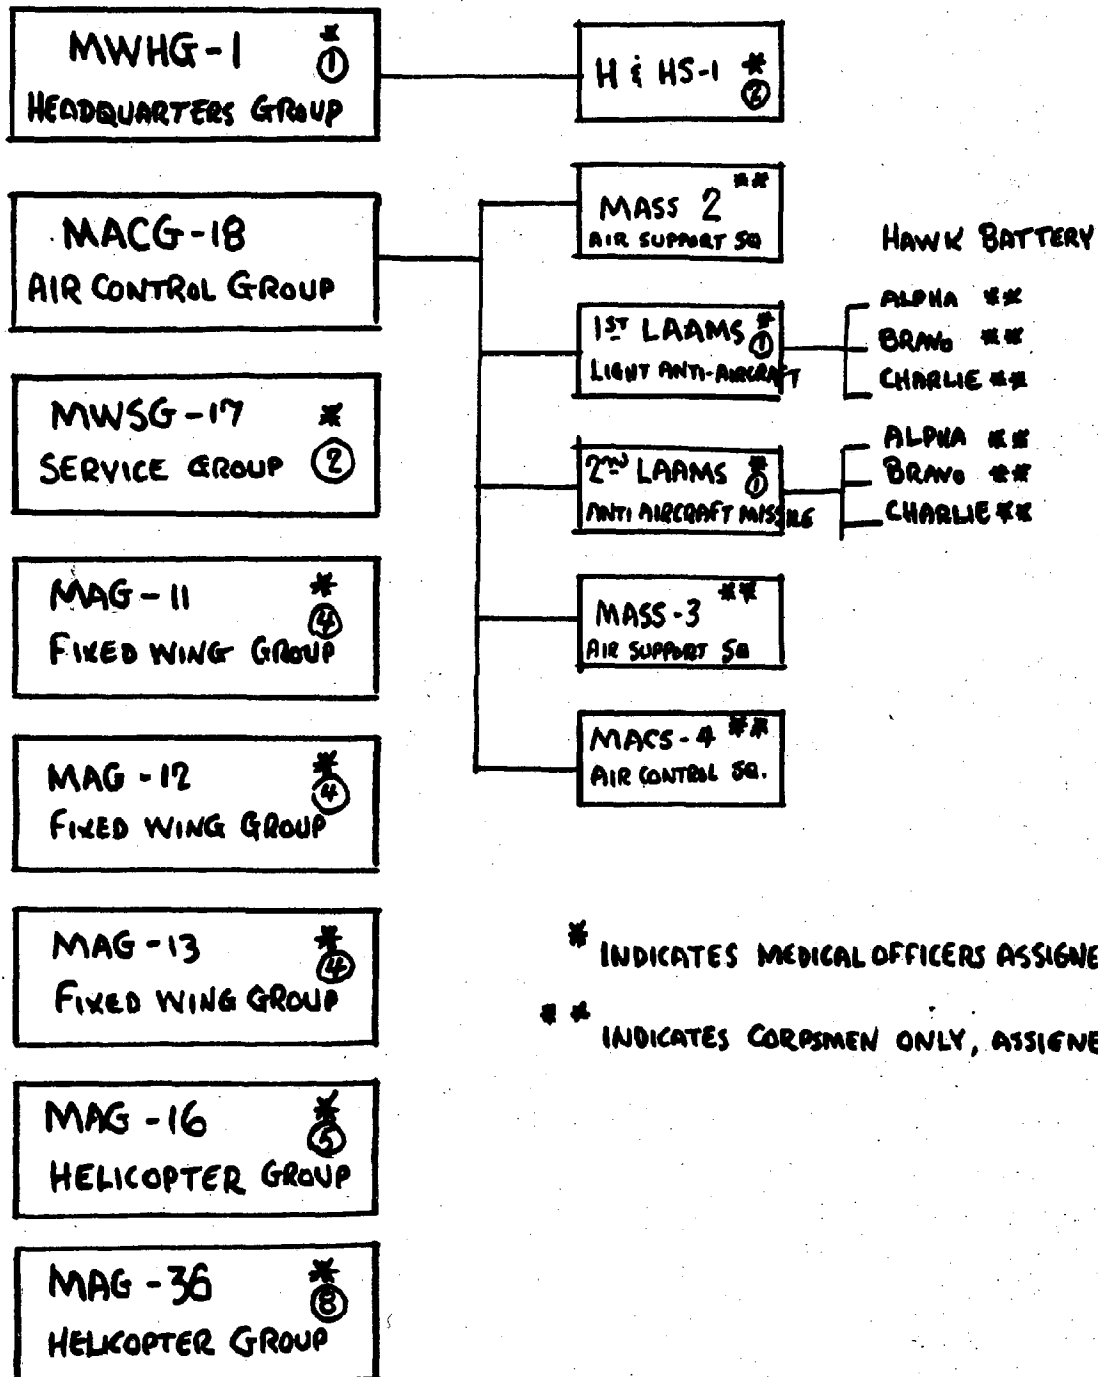 MWHG-1 * ①
HEADQUARTERS GROUP
H & HS-1 * ②
MACG-18
AIR CONTROL GROUP
MASS 2 **
AIR SUPPORT SQ
1ST LAAMS * ①
LIGHT ANTI-AIRCRAFT
HAWK BATTERY
ALPHA **
BRAVO **
CHARLIE **
2ND LAAMS * ①
ANTI AIRCRAFT MISSILE
ALPHA **
BRAVO **
CHARLIE **
MASS-3 **
AIR SUPPORT SQ
MACS-4 **
AIR CONTROL SQ.
MWSG-17 *
SERVICE GROUP ②
MAG-11 * ④
FIXED WING GROUP
MAG-12 * ④
FIXED WING GROUP
MAG-13 * ④
FIXED WING GROUP
MAG-16 * ⑤
HELICOPTER GROUP
MAG-36 * ⑧
HELICOPTER GROUP
* INDICATES MEDICAL OFFICERS ASSIGNE
** INDICATES CORPSMEN ONLY, ASSIGNE